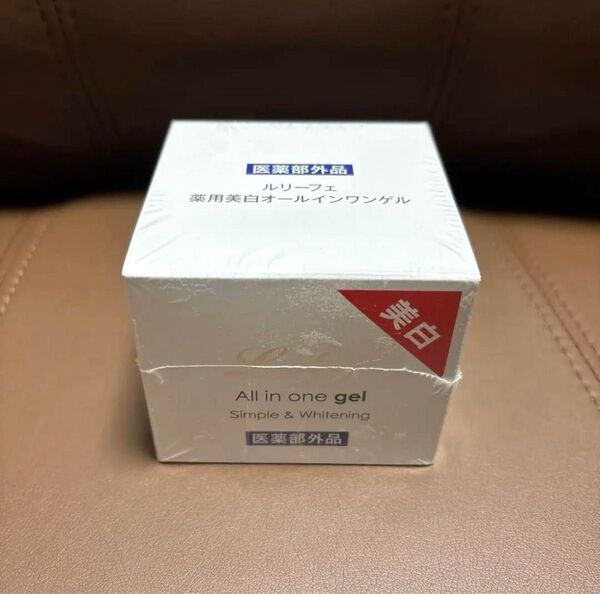 医薬部外品
ルリーフェ
薬用美白オールインワンゲル
美白
All in one gel
Simple & Whitening
医薬部外品